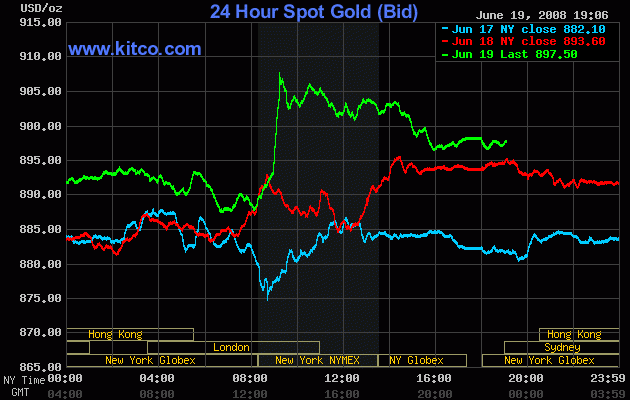 USD/oz
24 Hour Spot Gold (Bid)
June 19, 2008 19:06
915.00
www.kitco.com
Jun 17 NY close 882.10
Jun 18 NY close 893.60
Jun 19 Last 897.50
910.00
905.00
900.00
895.00
890.00
885.00
880.00
875.00
870.00
865.00
Hong Kong
Hong Kong
London
Sydney
New York Globex
New York NYMEX
NY Globex
New York Globex
NY Time
00:00
04:00
08:00
12:00
16:00
20:00
23:59
GMT
04:00
08:00
12:00
16:00
20:00
00:00
03:59